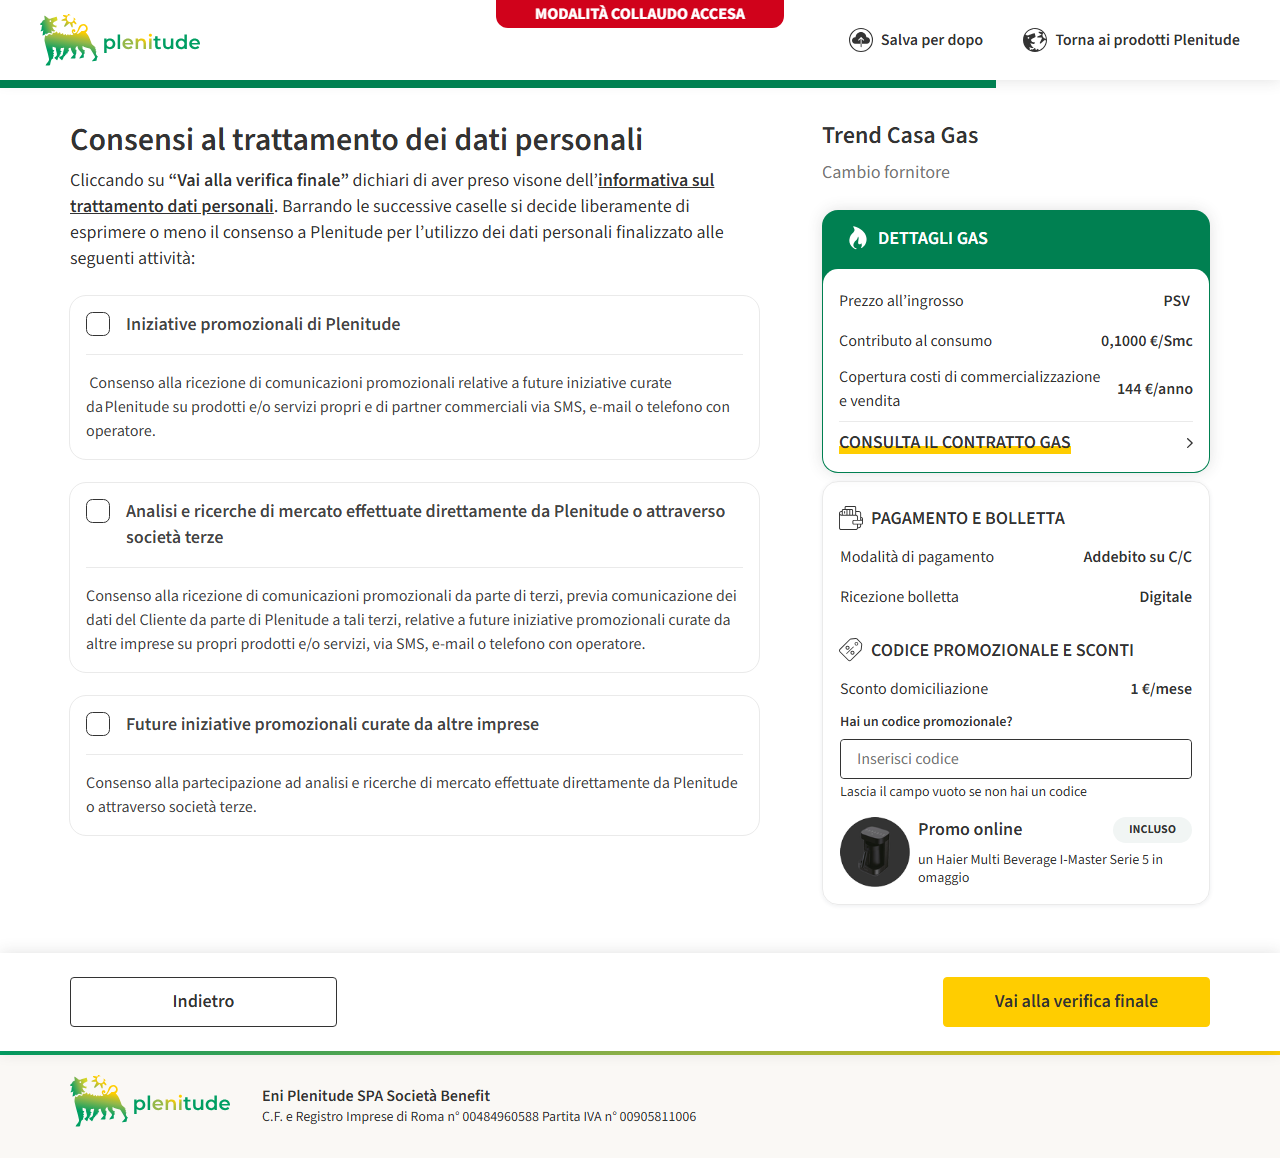 MODALITÀ COLLAUDO ACCESA
plenitude
Salva per dopo
Torna ai prodotti Plenitude
Consensi al trattamento dei dati personali
Cliccando su “Vai alla verifica finale” dichiari di aver preso visone dell’informativa sul
trattamento dati personali. Barrando le successive caselle si decide liberamente di
esprimere o meno il consenso a Plenitude per l’utilizzo dei dati personali finalizzato alle
seguenti attività:
Iniziative promozionali di Plenitude
Consenso alla ricezione di comunicazioni promozionali relative a future iniziative curate
da Plenitude su prodotti e/o servizi propri e di partner commerciali via SMS, e-mail o telefono con
operatore.
Analisi e ricerche di mercato effettuate direttamente da Plenitude o attraverso
società terze
Consenso alla ricezione di comunicazioni promozionali da parte di terzi, previa comunicazione dei
dati del Cliente da parte di Plenitude a tali terzi, relative a future iniziative promozionali curate da
altre imprese su propri prodotti e/o servizi, via SMS, e-mail o telefono con operatore.
Future iniziative promozionali curate da altre imprese
Consenso alla partecipazione ad analisi e ricerche di mercato effettuate direttamente da Plenitude
o attraverso società terze.
Trend Casa Gas
Cambio fornitore
DETTAGLI GAS
Prezzo all’ingrosso PSV
Contributo al consumo 0,1000 €/Smc
Copertura costi di commercializzazione
e vendita 144 €/anno
CONSULTA IL CONTRATTO GAS
PAGAMENTO E BOLLETTA
Modalità di pagamento Addebito su C/C
Ricezione bolletta Digitale
CODICE PROMOZIONALE E SCONTI
Sconto domiciliazione 1 €/mese
Hai un codice promozionale?
Inserisci codice
Lascia il campo vuoto se non hai un codice
Promo online INCLUSO
un Haier Multi Beverage I-Master Serie 5 in
omaggio
Indietro
Vai alla verifica finale
plenitude
Eni Plenitude SPA Società Benefit
C.F. e Registro Imprese di Roma n° 00484960588 Partita IVA n° 00905811006